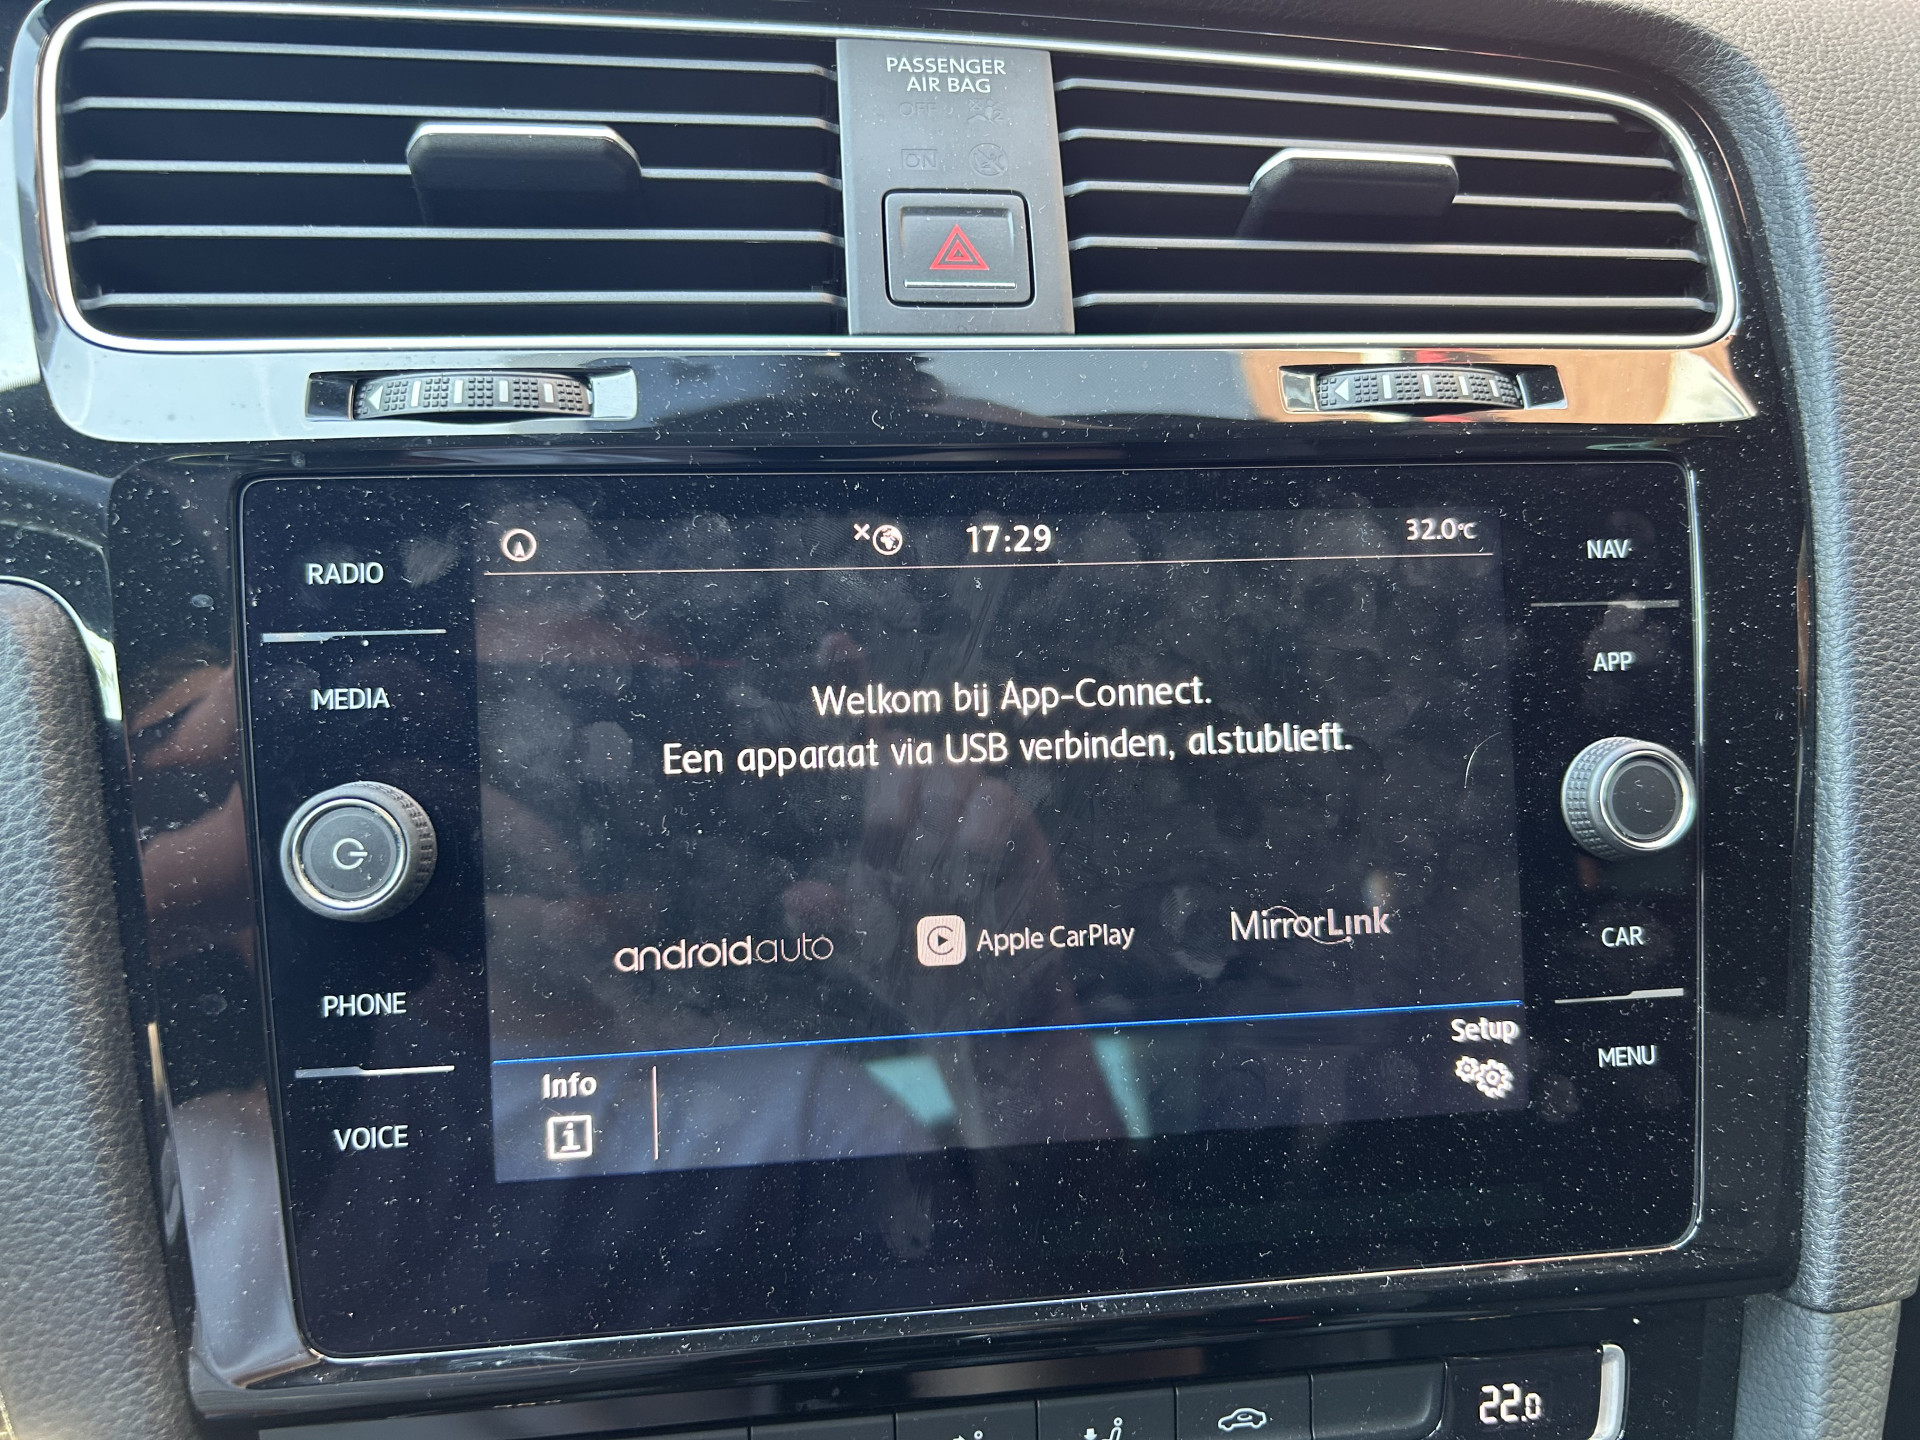 PASSENGER
AIR BAG
OFF
ON
17:29
32.0°C
RADIO
MEDIA
PHONE
VOICE
NAV
APP
CAR
MENU
Welkom bij App-Connect.
Een apparaat via USB verbinden, alstublieft.
androidauto
Apple CarPlay
MirrorLink
Info
Setup
22.0